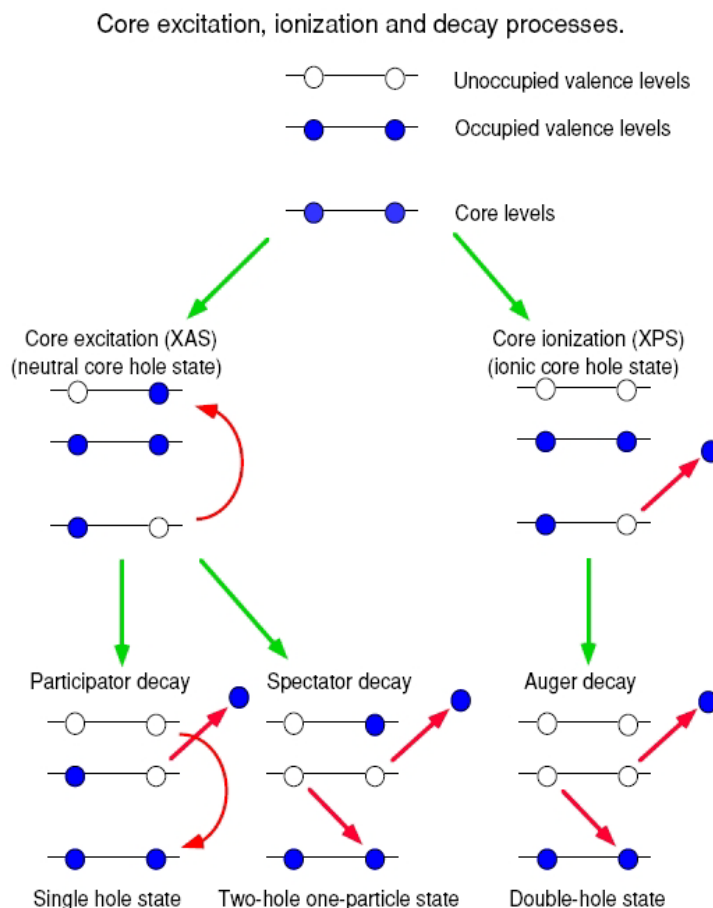 Core excitation, ionization and decay processes.
Unoccupied valence levels
Occupied valence levels
Core levels
Core excitation (XAS)
(neutral core hole state)
Core ionization (XPS)
(ionic core hole state)
Participator decay
Spectator decay
Auger decay
Single hole state
Two-hole one-particle state
Double-hole state